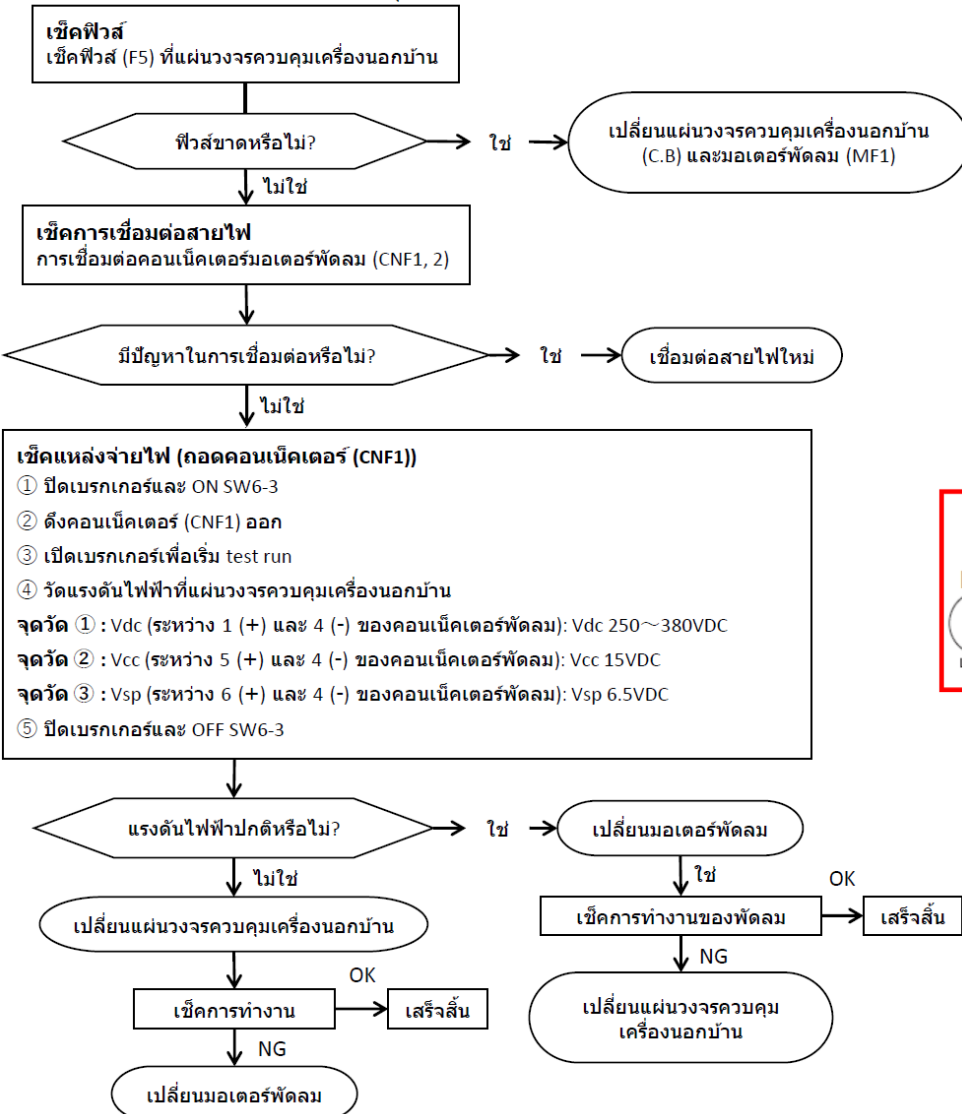 เช็คฟิวส์
เช็คฟิวส์ (F5) ที่แผ่นวงจรควบคุมเครื่องนอกบ้าน
ฟิวส์ขาดหรือไม่?
ใช่
เปลี่ยนแผ่นวงจรควบคุมเครื่องนอกบ้าน
(C.B) และมอเตอร์พัดลม (MF1)
ไม่ใช่
เช็คการเชื่อมต่อสายไฟ
การเชื่อมต่อคอนเน็คเตอร์มอเตอร์พัดลม (CNF1, 2)
มีปัญหาในการเชื่อมต่อหรือไม่?
ใช่
เชื่อมต่อสายไฟใหม่
ไม่ใช่
เช็คแหล่งจ่ายไฟ (ถอดคอนเน็คเตอร์ (CNF1))
① ปิดเบรกเกอร์และ ON SW6-3
② ดึงคอนเน็คเตอร์ (CNF1) ออก
③ เปิดเบรกเกอร์เพื่อเริ่ม test run
④ วัดแรงดันไฟฟ้าที่แผ่นวงจรควบคุมเครื่องนอกบ้าน
จุดวัด ① : Vdc (ระหว่าง 1 (+) และ 4 (-) ของคอนเน็คเตอร์พัดลม): Vdc 250～380VDC
จุดวัด ② : Vcc (ระหว่าง 5 (+) และ 4 (-) ของคอนเน็คเตอร์พัดลม): Vcc 15VDC
จุดวัด ③ : Vsp (ระหว่าง 6 (+) และ 4 (-) ของคอนเน็คเตอร์พัดลม): Vsp 6.5VDC
⑤ ปิดเบรกเกอร์และ OFF SW6-3
แรงดันไฟฟ้าปกติหรือไม่?
ใช่
เปลี่ยนมอเตอร์พัดลม
ไม่ใช่
ใช่
เปลี่ยนแผ่นวงจรควบคุมเครื่องนอกบ้าน
เช็คการทำงานของพัดลม
OK
เสร็จสิ้น
NG
เปลี่ยนแผ่นวงจรควบคุม
เครื่องนอกบ้าน
เช็คการทำงาน
OK
เสร็จสิ้น
NG
เปลี่ยนมอเตอร์พัดลม